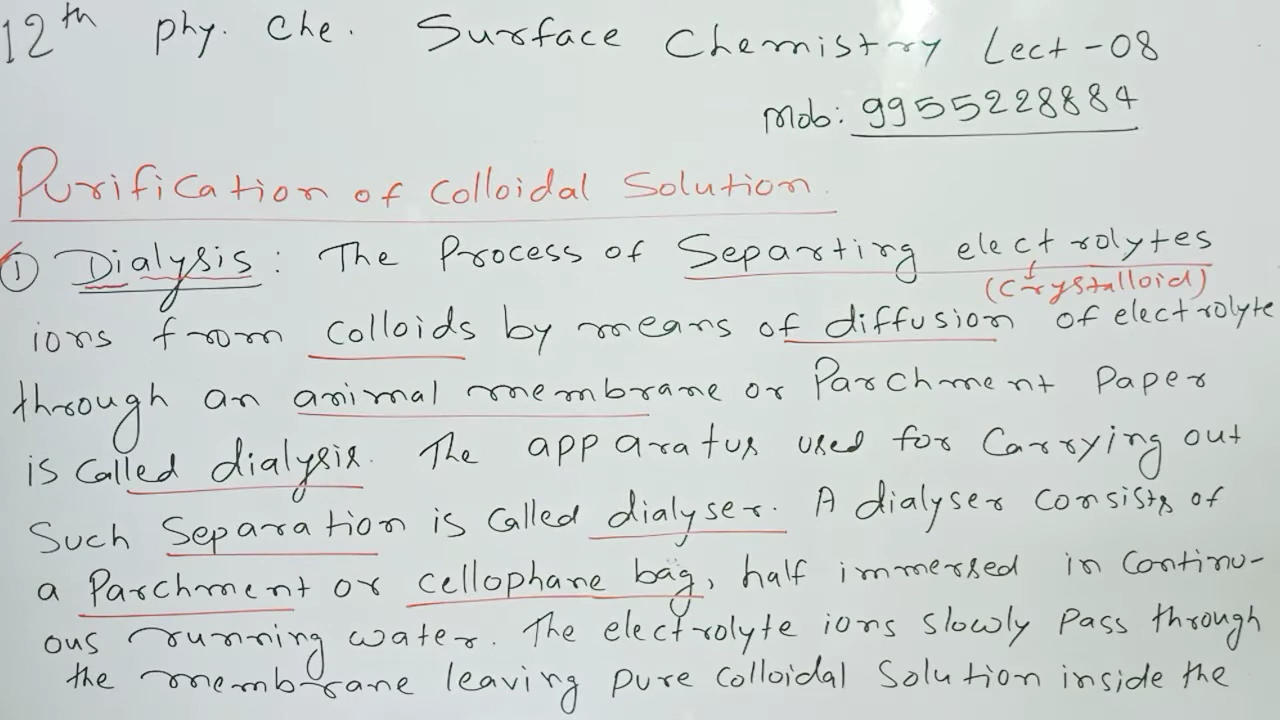 12th phy. Che. Surface Chemistry Lect-08
Mob: 9955228884
Purification of Colloidal Solution.
① Dialysis: The Process of Separting electrolytes
(Crystalloid)
ions from colloids by means of diffusion of electrolyte
through an animal membrane or Parchment Paper
is called dialysis. The apparatus used for Carrying out
Such Separation is called dialyser. A dialyser consists of
a Parchment or cellophane bag, half immersed in Continu-
ous running water. The electrolyte ions slowly pass through
the membrane leaving pure colloidal Solution inside the